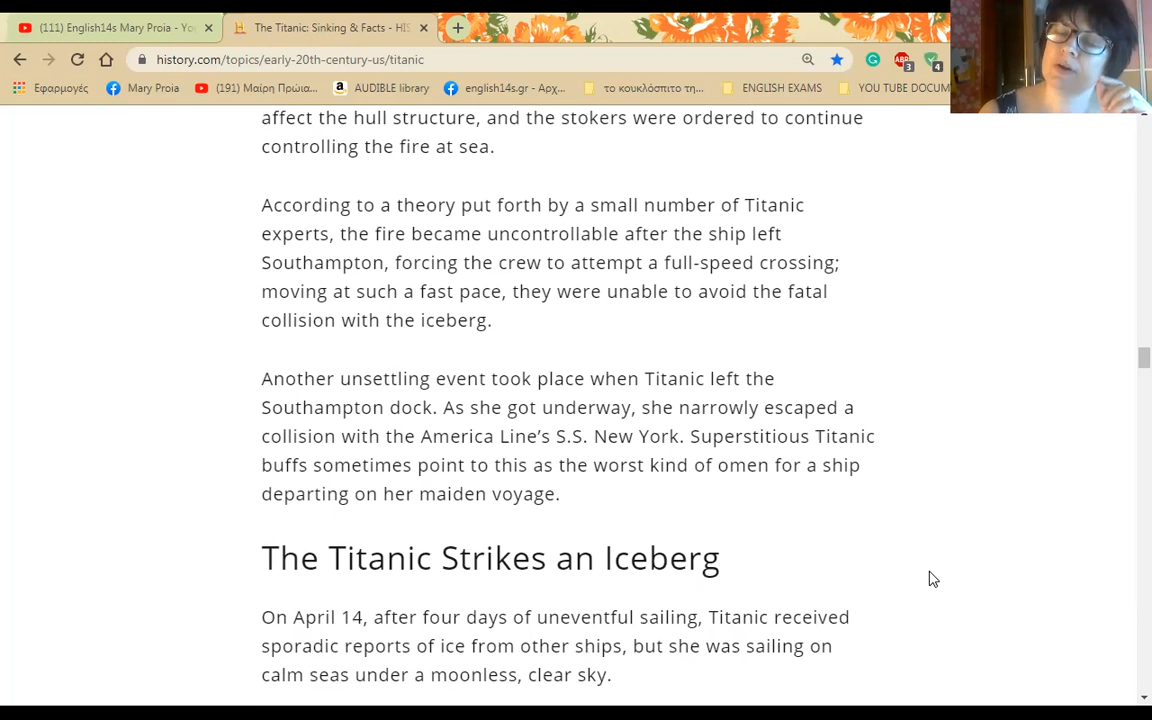 (111) English14s Mary Proia - Yo
The Titanic: Sinking & Facts - HIS
history.com/topics/early-20th-century-us/titanic
3
4
Εφαρμογές
Mary Proia
(191) Μαίρη Πρώια...
AUDIBLE library
english14s.gr - Αρχ...
το κουκλόσπιτο τη...
ENGLISH EXAMS
YOU TUBE DOCUM
affect the hull structure, and the stokers were ordered to continue
controlling the fire at sea.
According to a theory put forth by a small number of Titanic
experts, the fire became uncontrollable after the ship left
Southampton, forcing the crew to attempt a full-speed crossing;
moving at such a fast pace, they were unable to avoid the fatal
collision with the iceberg.
Another unsettling event took place when Titanic left the
Southampton dock. As she got underway, she narrowly escaped a
collision with the America Line’s S.S. New York. Superstitious Titanic
buffs sometimes point to this as the worst kind of omen for a ship
departing on her maiden voyage.
The Titanic Strikes an Iceberg
On April 14, after four days of uneventful sailing, Titanic received
sporadic reports of ice from other ships, but she was sailing on
calm seas under a moonless, clear sky.